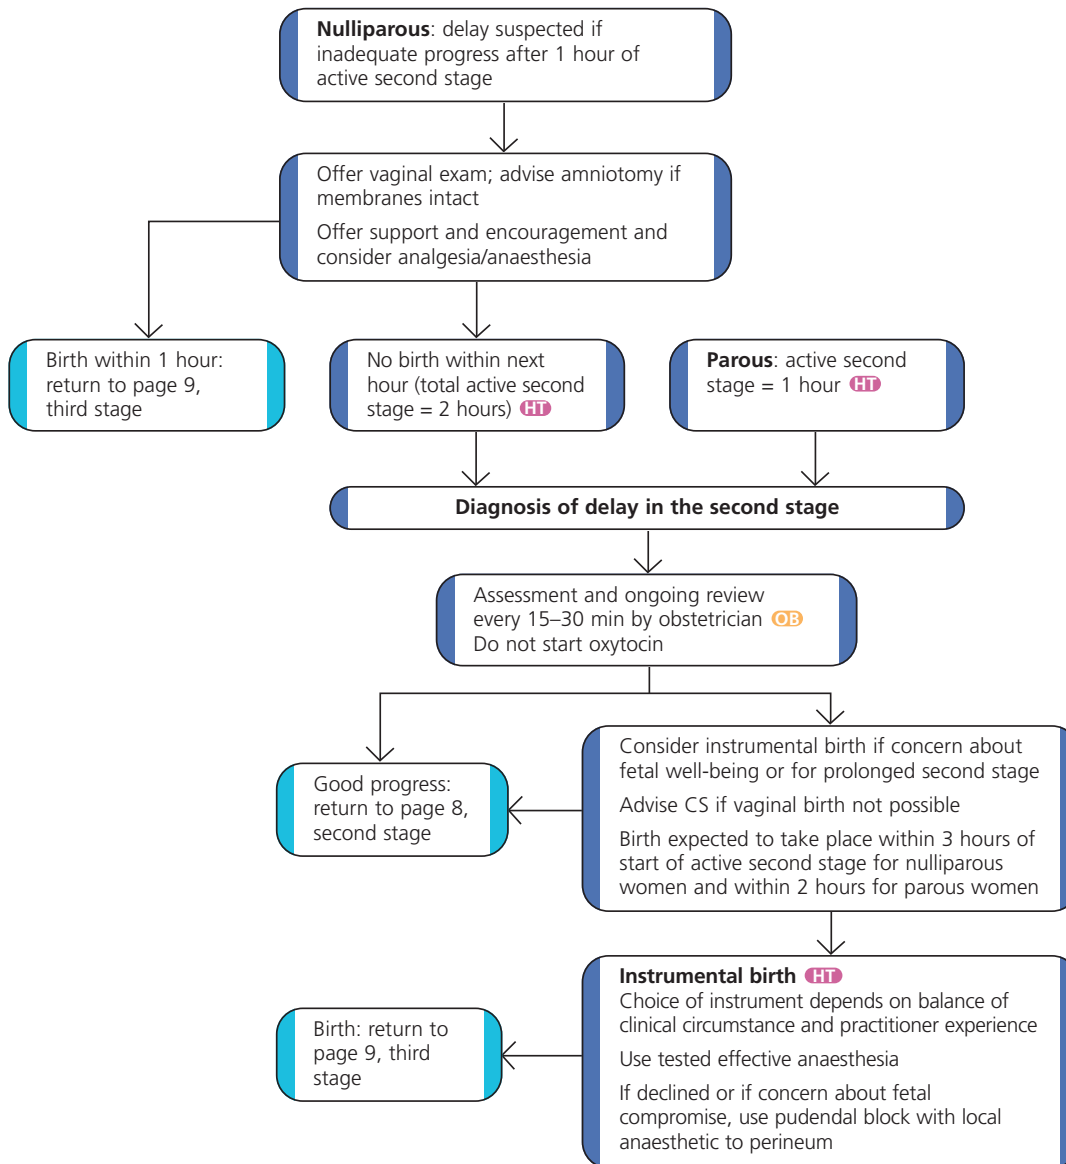 Nulliparous: delay suspected if
inadequate progress after 1 hour of
active second stage
Offer vaginal exam; advise amniotomy if
membranes intact
Offer support and encouragement and
consider analgesia/anaesthesia
Birth within 1 hour:
return to page 9,
third stage
No birth within next
hour (total active second
stage = 2 hours) HT
Parous: active second
stage = 1 hour HT
Diagnosis of delay in the second stage
Assessment and ongoing review
every 15–30 min by obstetrician OB
Do not start oxytocin
Good progress:
return to page 8,
second stage
Consider instrumental birth if concern about
fetal well-being or for prolonged second stage
Advise CS if vaginal birth not possible
Birth expected to take place within 3 hours of
start of active second stage for nulliparous
women and within 2 hours for parous women
Birth: return to
page 9, third
stage
Instrumental birth HT
Choice of instrument depends on balance of
clinical circumstance and practitioner experience
Use tested effective anaesthesia
If declined or if concern about fetal
compromise, use pudendal block with local
anaesthetic to perineum